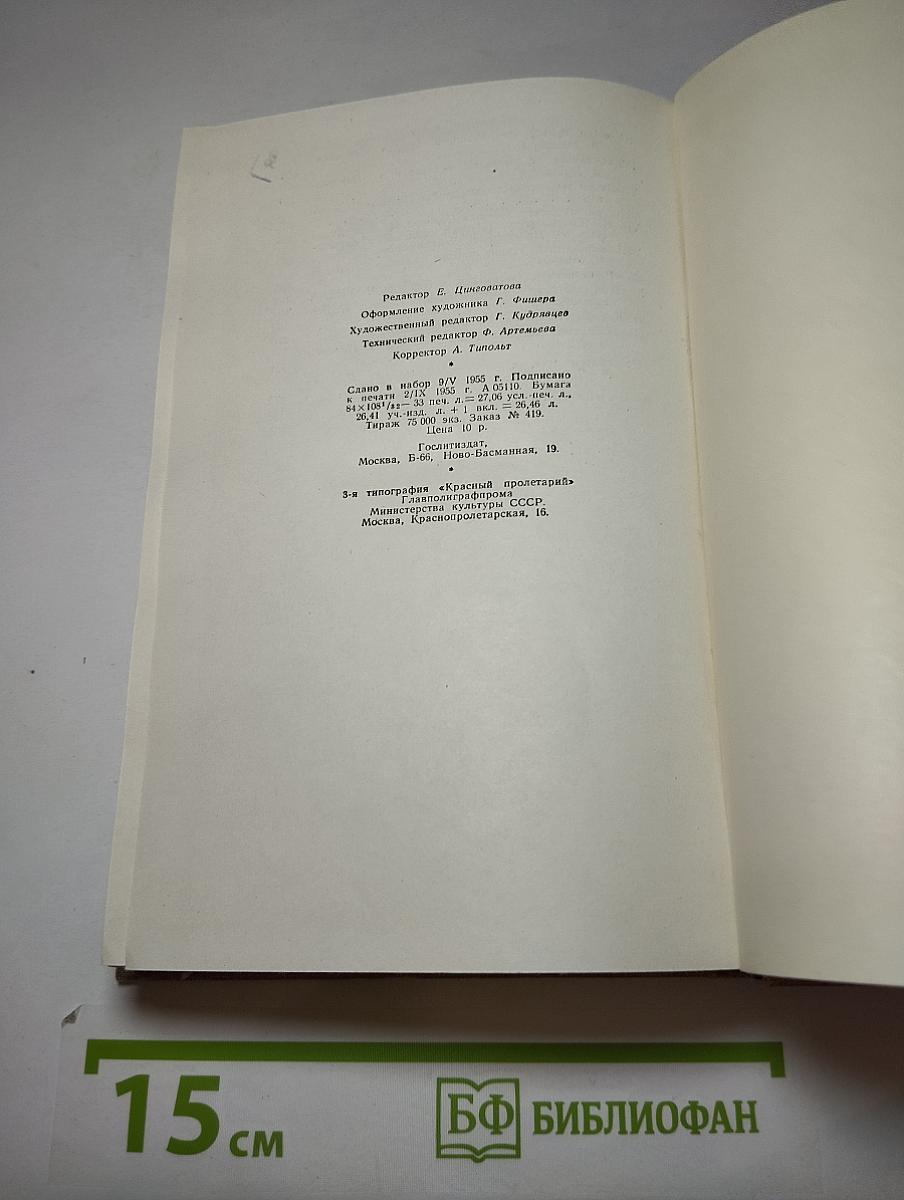 Редактор Е. Цинговатова
Оформление художника Г. Фишера
Художественный редактор Г. Кудрявцев
Технический редактор Ф. Артемьева
Корректор А. Типольт
*
Сдано в набор 9/V 1955 г. Подписано
к печати 2/IX 1955 г. А 05110. Бумага
84×108¹/₃₂— 33 печ. л.= 27,06 усл.-печ. л.,
26,41 уч.-изд. л. + 1 вкл. = 26,46 л.
Тираж 75 000 экз. Заказ № 419.
Цена 10 р.
Гослитиздат,
Москва, Б-66, Ново-Басманная, 19.
*
3-я типография «Красный пролетарий»
Главполиграфпрома
Министерства культуры СССР.
Москва, Краснопролетарская, 16.
15 см
БФ БИБЛИОФАН